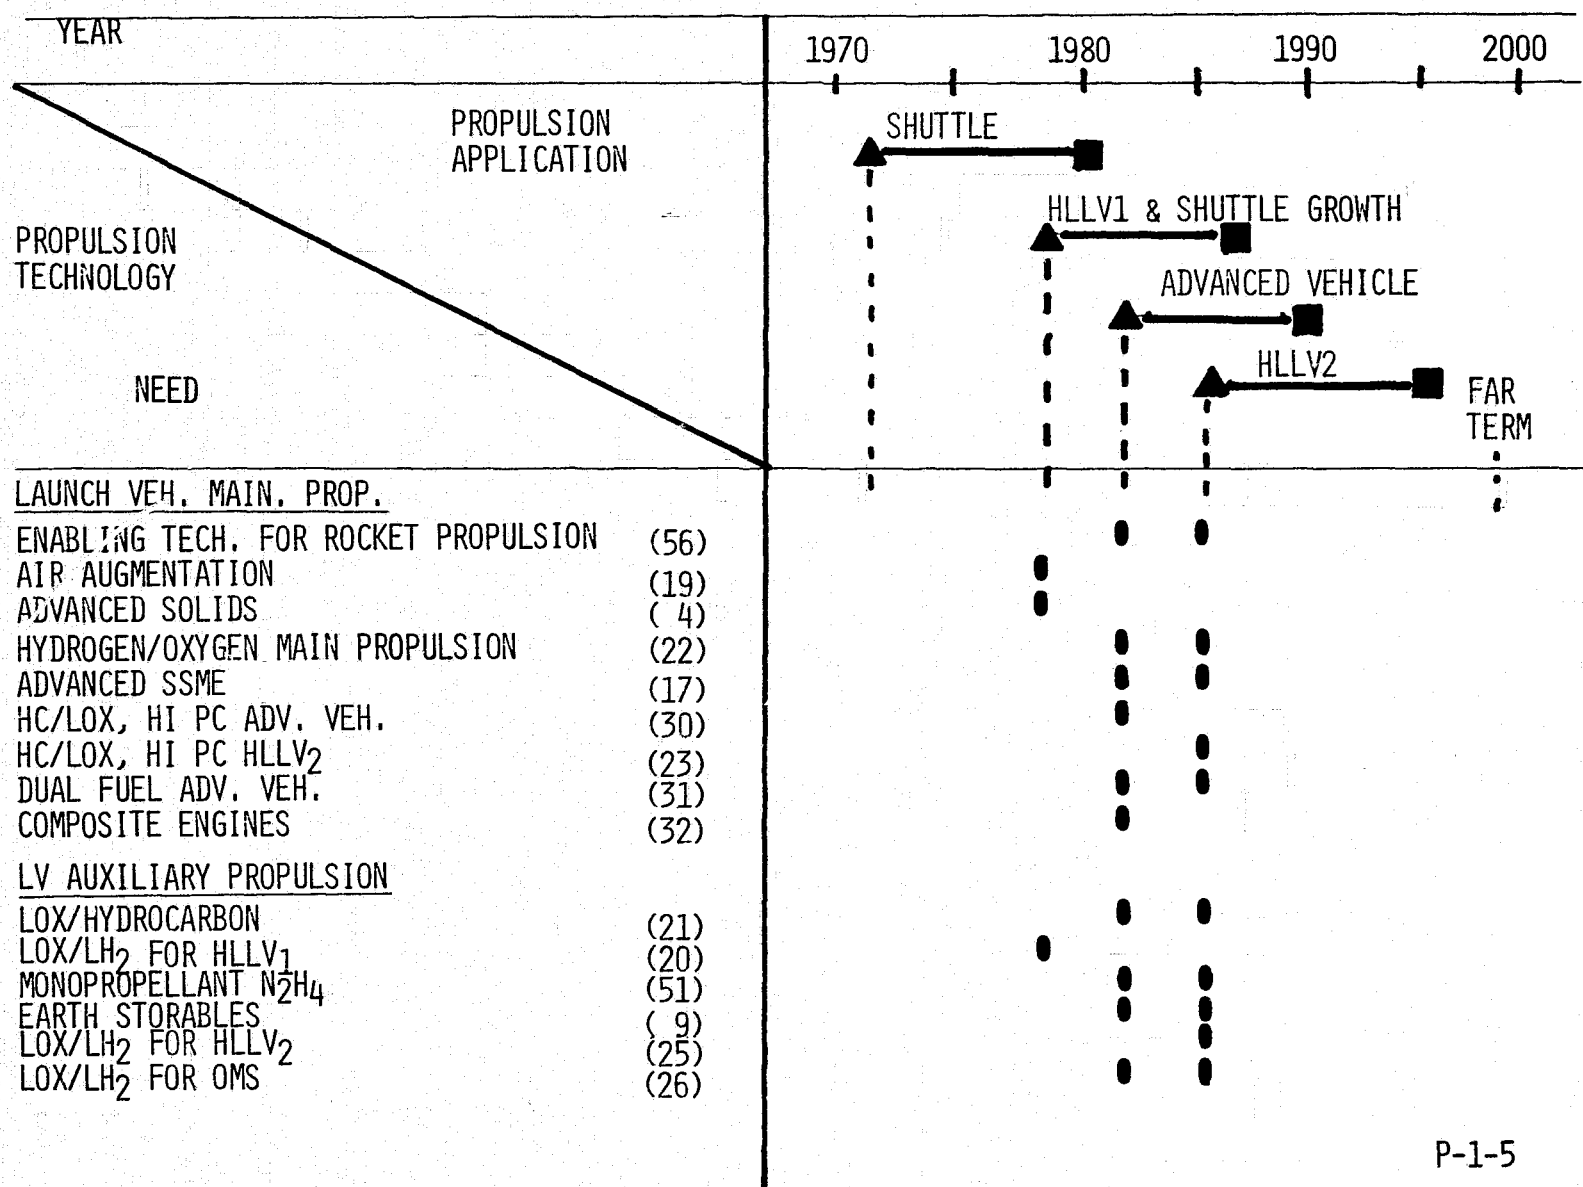 YEAR
1970 1980 1990 2000
PROPULSION
APPLICATION
PROPULSION
TECHNOLOGY
NEED
SHUTTLE
HLLV1 & SHUTTLE GROWTH
ADVANCED VEHICLE
HLLV2
FAR
TERM
LAUNCH VEH. MAIN. PROP.
ENABLING TECH. FOR ROCKET PROPULSION (56)
AIR AUGMENTATION (19)
ADVANCED SOLIDS ( 4)
HYDROGEN/OXYGEN MAIN PROPULSION (22)
ADVANCED SSME (17)
HC/LOX, HI PC ADV. VEH. (30)
HC/LOX, HI PC HLLV2 (23)
DUAL FUEL ADV. VEH. (31)
COMPOSITE ENGINES (32)
LV AUXILIARY PROPULSION
LOX/HYDROCARBON (21)
LOX/LH2 FOR HLLV1 (20)
MONOPROPELLANT N2H4 (51)
EARTH STORABLES ( 9)
LOX/LH2 FOR HLLV2 (25)
LOX/LH2 FOR OMS (26)
P-1-5